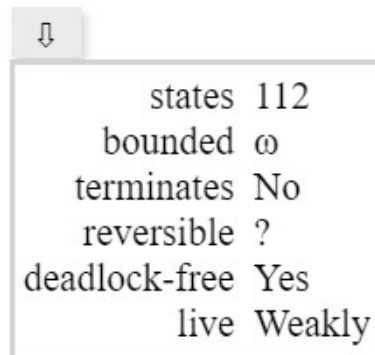 ⇩
states 112
bounded ω
terminates No
reversible ?
deadlock-free Yes
live Weakly